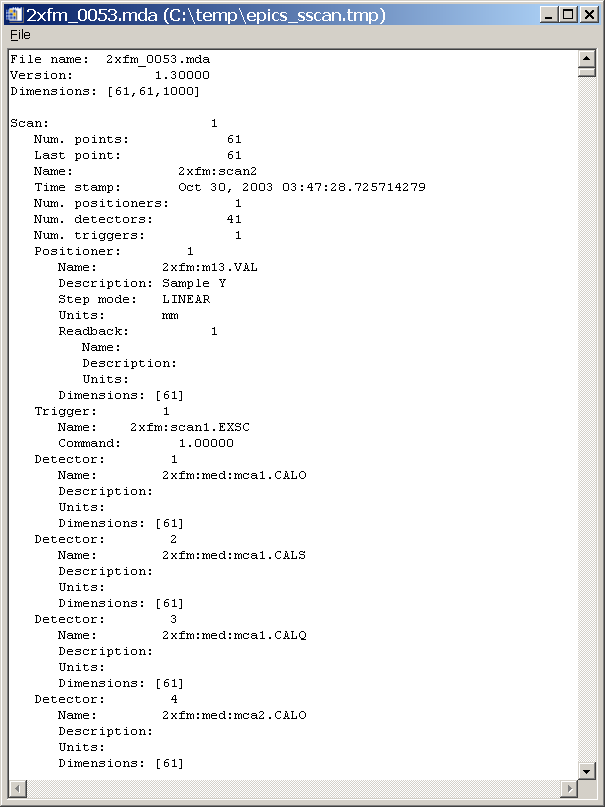 2xfm_0053.mda (C:\temp\epics_sscan.tmp)
File
File name:  2xfm_0053.mda
Version:          1.30000
Dimensions: [61,61,1000]
Scan:                    1
Num. points:            61
Last point:             61
Name:             2xfm:scan2
Time stamp:       Oct 30, 2003 03:47:28.725714279
Num. positioners:        1
Num. detectors:         41
Num. triggers:           1
Positioner:        1
Name:        2xfm:m13.VAL
Description: Sample Y
Step mode:   LINEAR
Units:       mm
Readback:          1
Name:
Description:
Units:
Dimensions: [61]
Trigger:        1
Name:    2xfm:scan1.EXSC
Command:       1.00000
Detector:        1
Name:        2xfm:med:mca1.CALO
Description:
Units:
Dimensions: [61]
Detector:        2
Name:        2xfm:med:mca1.CALS
Description:
Units:
Dimensions: [61]
Detector:        3
Name:        2xfm:med:mca1.CALQ
Description:
Units:
Dimensions: [61]
Detector:        4
Name:        2xfm:med:mca2.CALO
Description:
Units:
Dimensions: [61]